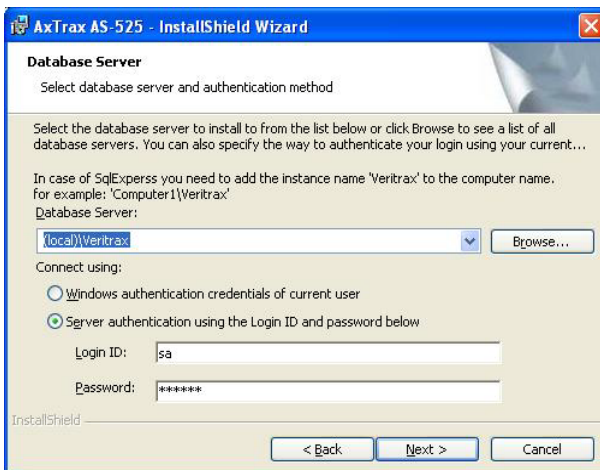 AxTrax AS-525 - InstallShield Wizard
Database Server
Select database server and authentication method
Select the database server to install to from the list below or click Browse to see a list of all
database servers. You can also specify the way to authenticate your login using your current...
In case of SqlExperss you need to add the instance name 'Veritrax' to the computer name.
for example: 'Computer1\Veritrax'
Database Server:
(local)\Veritrax
Browse...
Connect using:
Windows authentication credentials of current user
Server authentication using the Login ID and password below
Login ID:
sa
Password:
******
InstallShield
< Back
Next >
Cancel